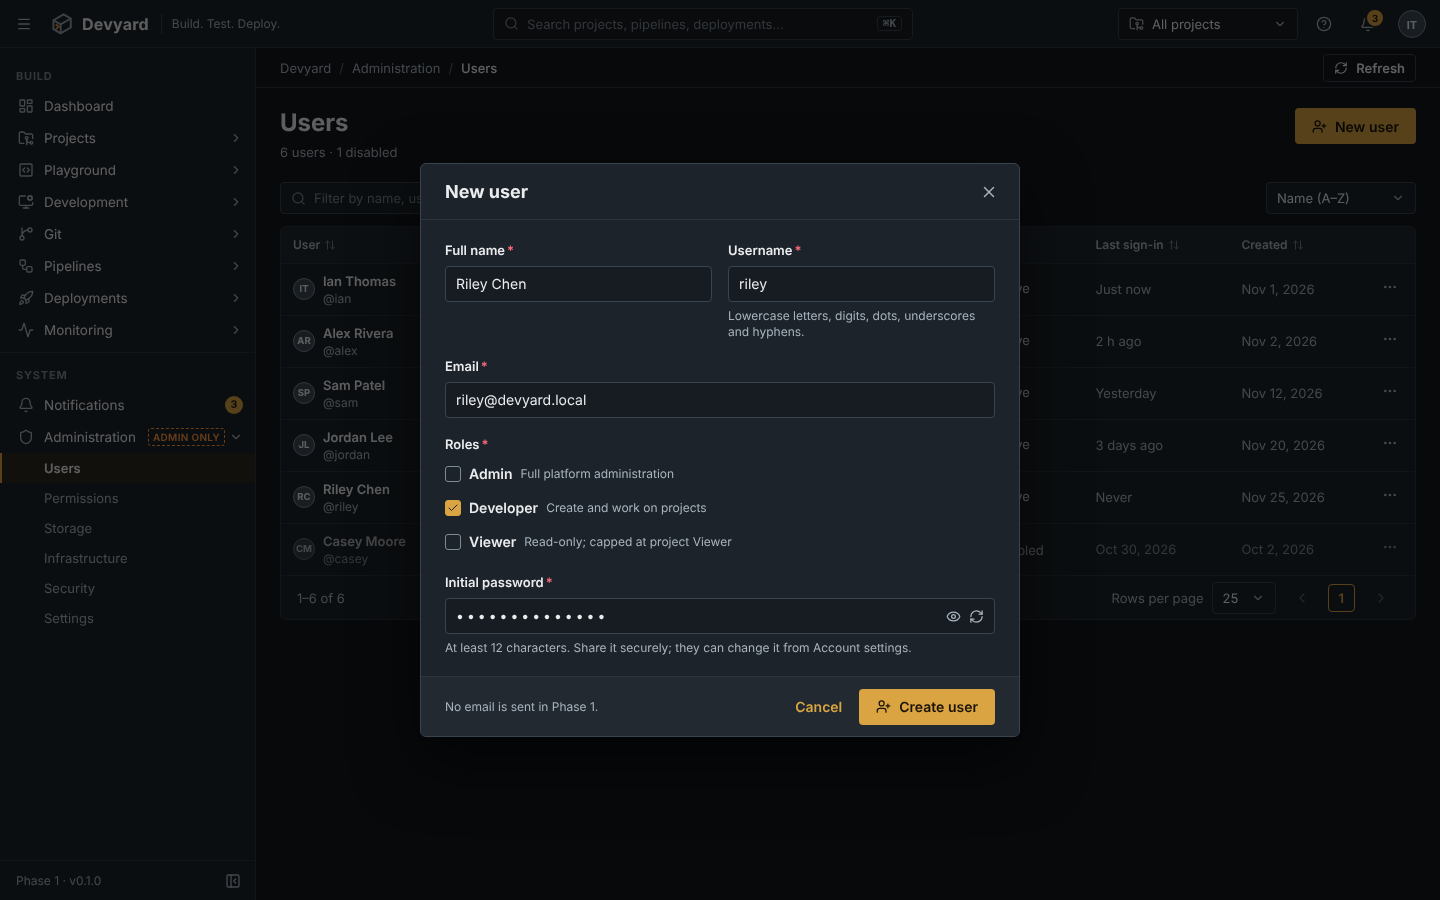 Devyard
Build. Test. Deploy.
Search projects, pipelines, deployments...
⌘K
All projects
3
IT
BUILD
Dashboard
Projects
Playground
Development
Git
Pipelines
Deployments
Monitoring
SYSTEM
Notifications
3
Administration
ADMIN ONLY
Users
Permissions
Storage
Infrastructure
Security
Settings
Phase 1 · v0.1.0
Devyard / Administration / Users
Refresh
Users
6 users · 1 disabled
New user
Filter by name, us
Name (A–Z)
User
Last sign-in
Created
IT
Ian Thomas
@ian
ve
Just now
Nov 1, 2026
AR
Alex Rivera
@alex
2 h ago
Nov 2, 2026
SP
Sam Patel
@sam
ve
Yesterday
Nov 12, 2026
JL
Jordan Lee
@jordan
ve
3 days ago
Nov 20, 2026
RC
Riley Chen
@riley
ve
Never
Nov 25, 2026
CM
Casey Moore
@casey
bled
Oct 30, 2026
Oct 2, 2026
1–6 of 6
Rows per page
25
1
New user
Full name *
Riley Chen
Username *
riley
Lowercase letters, digits, dots, underscores
and hyphens.
Email *
riley@devyard.local
Roles *
Admin Full platform administration
Developer Create and work on projects
Viewer Read-only; capped at project Viewer
Initial password *
••••••••••••••
At least 12 characters. Share it securely; they can change it from Account settings.
No email is sent in Phase 1.
Cancel
Create user